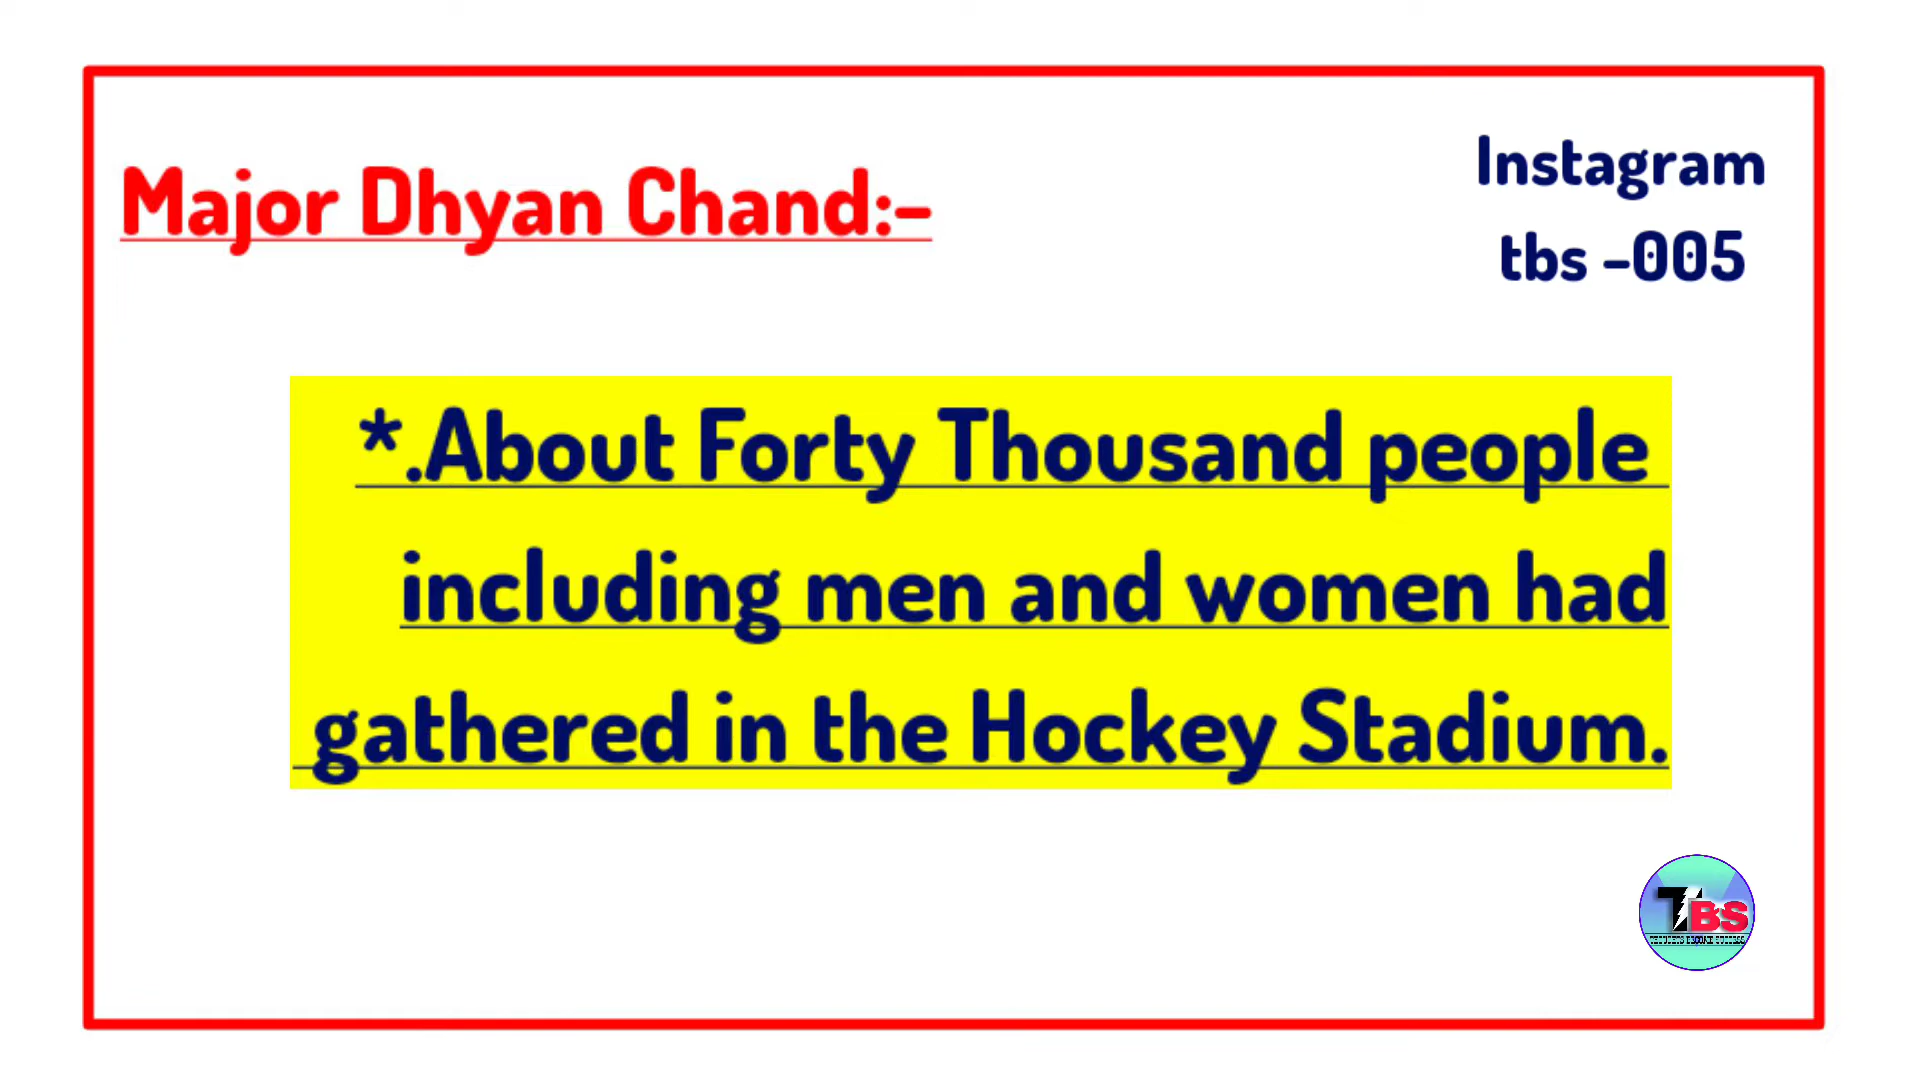 Major Dhyan Chand:-
Instagram
tbs -005
*.About Forty Thousand people
including men and women had
gathered in the Hockey Stadium.
TBS